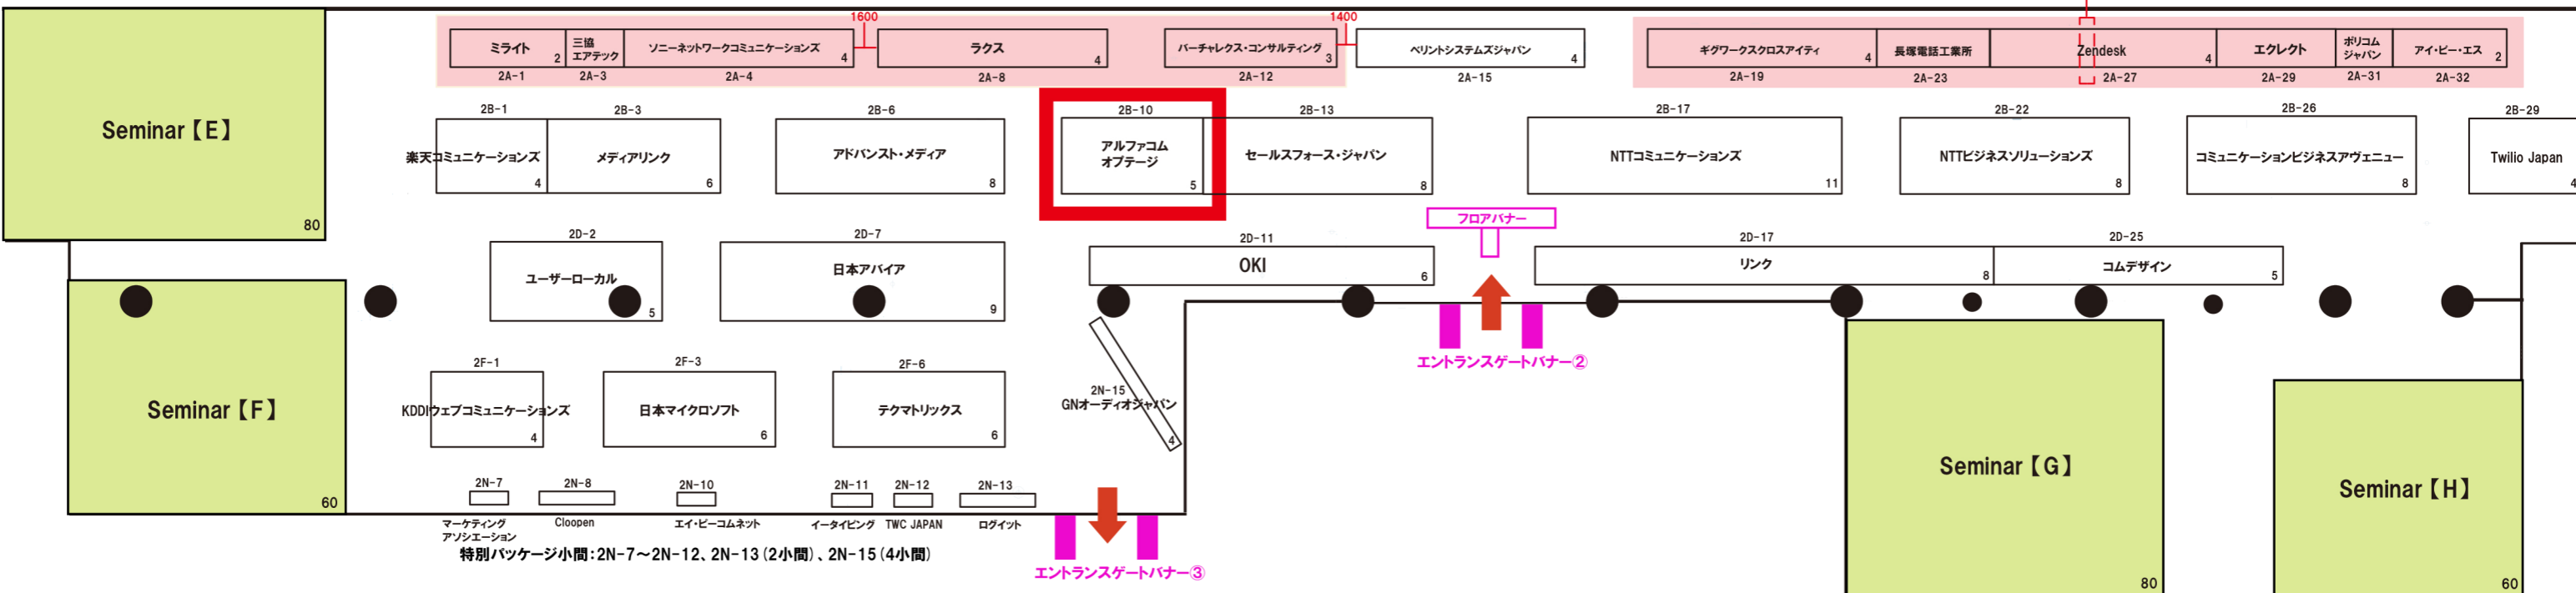 1600
1400
ミライト
2
三協
エアテック
ソニーネットワークコミュニケーションズ
4
ラクス
4
バーチャレクス・コンサルティング
3
ベリントシステムズジャパン
4
ギグワークスクロスアイティ
4
長塚電話工業所
Zendesk
4
エクレクト
ポリコム
ジャパン
アイ・ピー・エス
2
2A-1
2A-3
2A-4
2A-8
2A-12
2A-15
2A-19
2A-23
2A-27
2A-29
2A-31
2A-32
Seminar【E】
80
2B-1
2B-3
2B-6
2B-10
2B-13
2B-17
2B-22
2B-26
2B-29
楽天コミュニケーションズ
4
メディアリンク
6
アドバンスト・メディア
8
アルファコム
オプテージ
5
セールスフォース・ジャパン
8
NTTコミュニケーションズ
11
NTTビジネスソリューションズ
8
コミュニケーションビジネスアヴェニュー
8
Twilio Japan
4
フロアバナー
2D-2
2D-7
2D-11
2D-17
2D-25
ユーザーローカル
5
日本アバイア
9
OKI
6
リンク
8
コムデザイン
5
エントランスゲートバナー②
2F-1
2F-3
2F-6
KDDIウェブコミュニケーションズ
4
日本マイクロソフト
6
テクマトリックス
6
2N-15
GNオーディオジャパン
4
Seminar【F】
60
Seminar【G】
80
Seminar【H】
60
2N-7
2N-8
2N-10
2N-11
2N-12
2N-13
マーケティング
アソシエーション
Cloopen
エイ・ピーコムネット
イータイピング
TWC JAPAN
ログイット
特別パッケージ小間：2N-7～2N-12、2N-13（2小間）、2N-15（4小間）
エントランスゲートバナー③